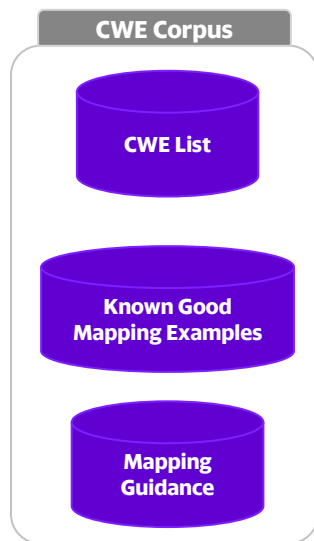 CWE Corpus
CWE List
Known Good
Mapping Examples
Mapping
Guidance